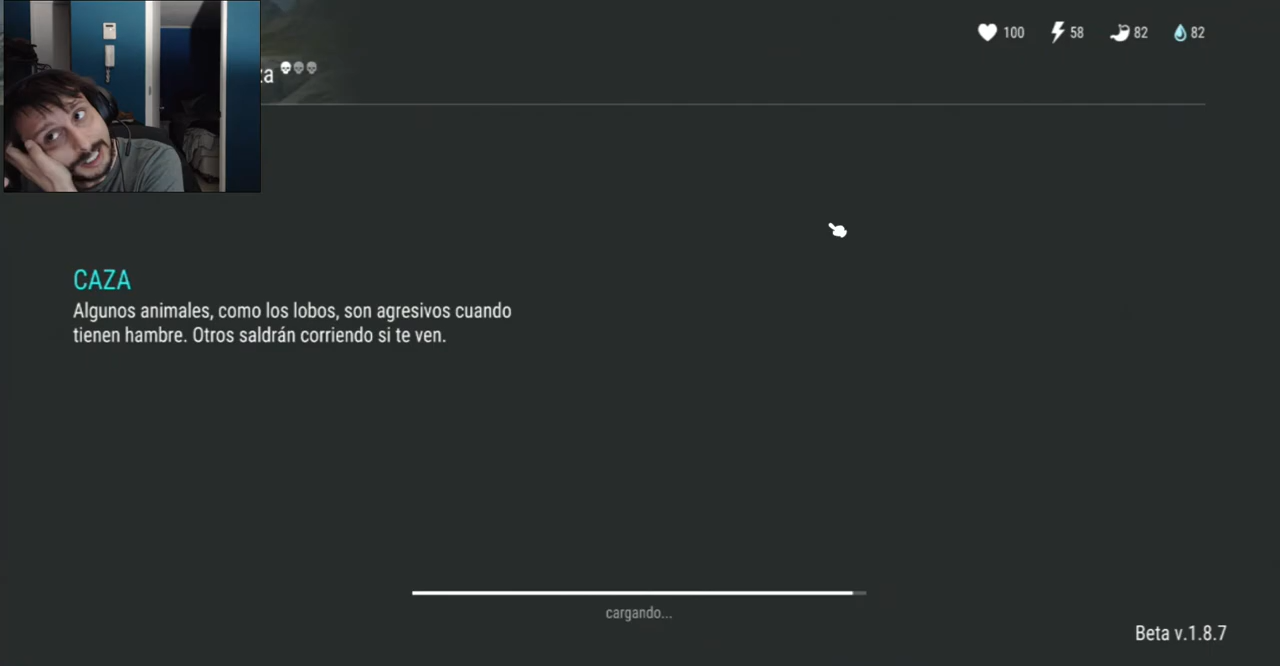 100 58 82 82
za
CAZA
Algunos animales, como los lobos, son agresivos cuando
tienen hambre. Otros saldrán corriendo si te ven.
cargando...
Beta v.1.8.7